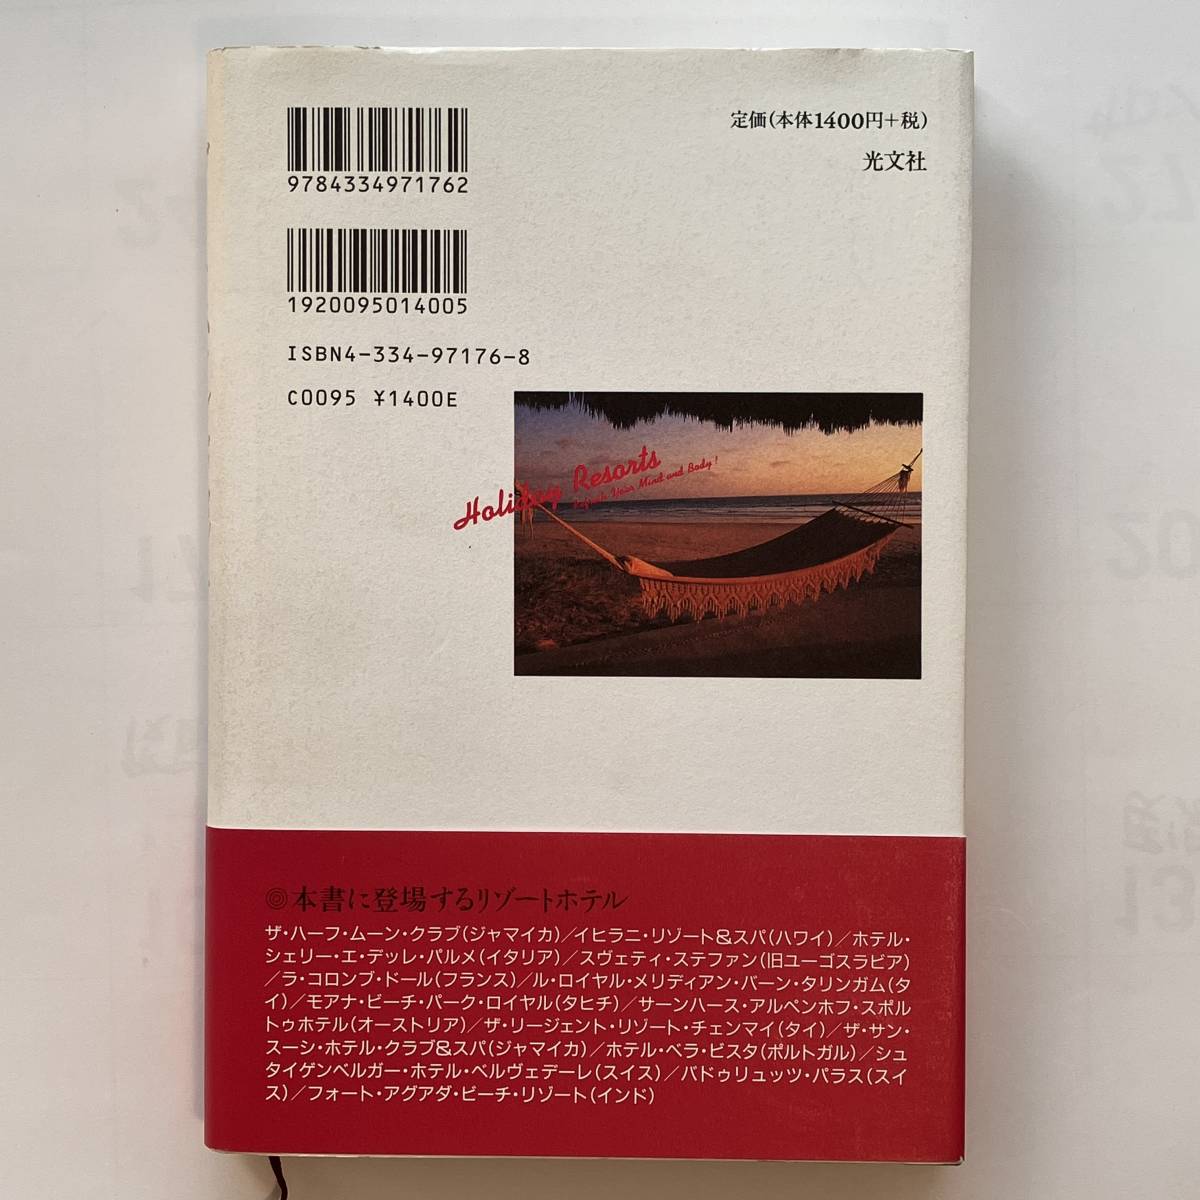 9784334971762
定価(本体1400円+税)
光文社
1920095014005
ISBN4-334-97176-8
C0095 ¥1400E
Holiday Resorts
Refresh Your Mind and Body!
◎本書に登場するリゾートホテル
ザ・ハーフ・ムーン・クラブ(ジャマイカ)/イヒラニ・リゾート&スパ(ハワイ)/ホテル・
シェリー・エ・デッレ・パルメ(イタリア)/スヴェティ・ステファン(旧ユーゴスラビア)
/ラ・コロンブ・ドール(フランス)/ル・ロイヤル・メリディアン・バーン・タリンガム(タ
イ)/モアナ・ビーチ・パーク・ロイヤル(タヒチ)/サーンハース・アルペンホフ・スポル
トゥホテル(オーストリア)/ザ・リージェント・リゾート・チェンマイ(タイ)/ザ・サン・
スーシ・ホテル・クラブ&スパ(ジャマイカ)/ホテル・ベラ・ビスタ(ポルトガル)/シュ
タイゲンベルガー・ホテル・ベルヴェデーレ(スイス)/バドゥリュッツ・パラス(スイ
ス)/フォート・アグアダ・ビーチ・リゾート(インド)